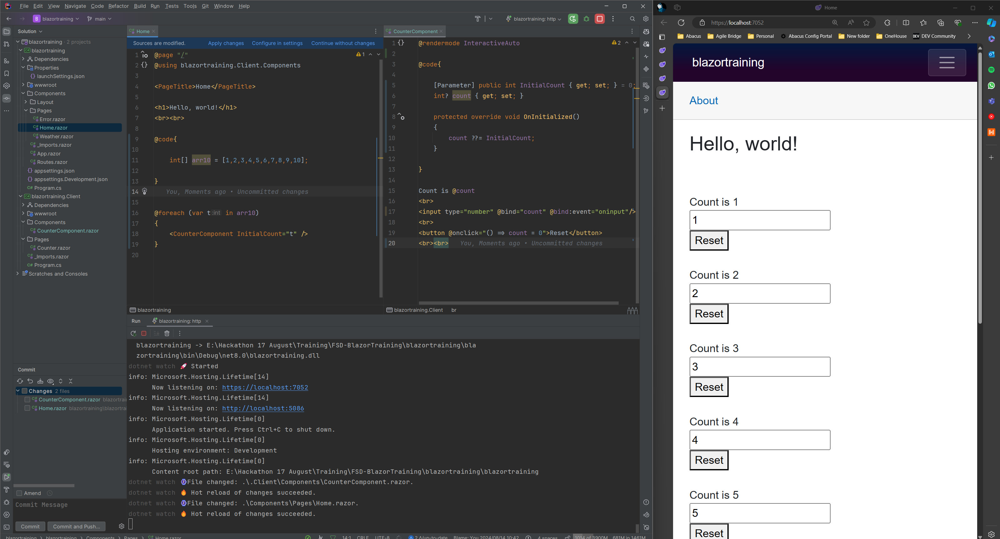 File Edit View Navigate Code Refactor Build Run Tests Tools Git Window Help
B blazortraining main
blazortraining: http
Solution
blazortraining · 2 projects
blazortraining
Dependencies
Properties
launchSettings.json
wwwroot
Components
Layout
Pages
Error.razor
Home.razor
Weather.razor
_Imports.razor
App.razor
Routes.razor
appsettings.json
appsettings.Development.json
Program.cs
blazortraining.Client
Dependencies
wwwroot
Components
CounterComponent.razor
Pages
Counter.razor
_Imports.razor
Program.cs
Scratches and Consoles
Commit
Changes 2 files
CounterComponent.razor blazortrai
Home.razor blazortraining\blazortra
Amend
Commit Message
Commit
Commit and Push...
Home
Sources are modified. Apply changes Configure in settings Continue without changes
1 @page "/"
1
2 @using blazortraining.Client.Components
3
4 <PageTitle>Home</PageTitle>
5
6 <h1>Hello, world!</h1>
7 <br><br>
8
9 @code{
10
11 int[] arr10 = [1,2,3,4,5,6,7,8,9,10];
12
13 }
14 You, Moments ago • Uncommitted changes
15
16 @foreach (var t:int in arr10)
17 {
18 <CounterComponent InitialCount="t" />
19 }
20
blazortraining
CounterComponent
1 {} @rendermode InteractiveAuto
2
2
3 @code{
4
5 [Parameter] public int InitialCount { get; set; } = 0;
6 int? count { get; set; }
7
8 protected override void OnInitialized()
9 {
10 count ??= InitialCount;
11 }
12
13 }
14
15 Count is @count
16 <br>
17 <input type="number" @bind="count" @bind:event="oninput"/>
18 <br>
19 <button @onclick="() => count = 0">Reset</button>
20 <br><br> You, Moments ago • Uncommitted changes
blazortraining.Client br
Run blazortraining: http
blazortraining -> E:\Hackathon 17 August\Training\FSD-BlazorTraining\blazortraining\bla
zortraining\bin\Debug\net8.0\blazortraining.dll
dotnet watch 🚀 Started
info: Microsoft.Hosting.Lifetime[14]
Now listening on: https://localhost:7052
info: Microsoft.Hosting.Lifetime[14]
Now listening on: http://localhost:5086
info: Microsoft.Hosting.Lifetime[0]
Application started. Press Ctrl+C to shut down.
info: Microsoft.Hosting.Lifetime[0]
Hosting environment: Development
info: Microsoft.Hosting.Lifetime[0]
Content root path: E:\Hackathon 17 August\Training\FSD-BlazorTraining\blazortraining\blazortraining
dotnet watch ⌚File changed: .\.Client\Components\CounterComponent.razor.
dotnet watch 🔥 Hot reload of changes succeeded.
dotnet watch ⌚File changed: .\Components\Pages\Home.razor.
dotnet watch 🔥 Hot reload of changes succeeded.
blazortraining > blazortraining > Components > Pages > Home.razor
14:1 CRLF UTF-8 2 Δ/up-to-date Blame: You 2024/08/14 10:42 4 spaces 1014 of 3900M 681M in 1461M
Home
https://localhost:7052
Abacus Agile Bridge Personal Abacus Config Portal New folder OneHouse DEV DEV Community
blazortraining
About
Hello, world!
Count is 1
1
Reset
Count is 2
2
Reset
Count is 3
3
Reset
Count is 4
4
Reset
Count is 5
5
Reset